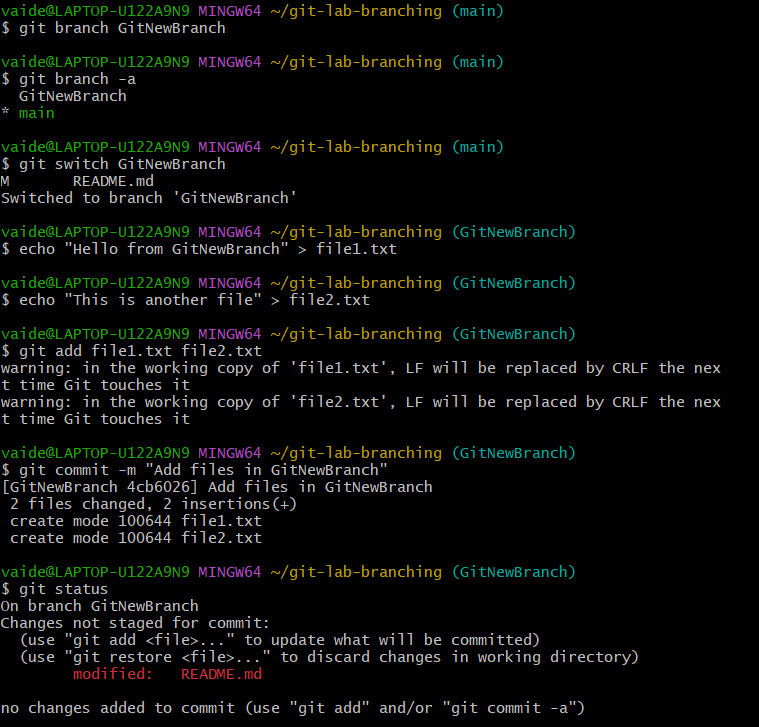 vaide@LAPTOP-U122A9N9 MINGW64 ~/git-lab-branching (main)
$ git branch GitNewBranch

vaide@LAPTOP-U122A9N9 MINGW64 ~/git-lab-branching (main)
$ git branch -a
  GitNewBranch
* main

vaide@LAPTOP-U122A9N9 MINGW64 ~/git-lab-branching (main)
$ git switch GitNewBranch
M       README.md
Switched to branch 'GitNewBranch'

vaide@LAPTOP-U122A9N9 MINGW64 ~/git-lab-branching (GitNewBranch)
$ echo "Hello from GitNewBranch" > file1.txt

vaide@LAPTOP-U122A9N9 MINGW64 ~/git-lab-branching (GitNewBranch)
$ echo "This is another file" > file2.txt

vaide@LAPTOP-U122A9N9 MINGW64 ~/git-lab-branching (GitNewBranch)
$ git add file1.txt file2.txt
warning: in the working copy of 'file1.txt', LF will be replaced by CRLF the nex
t time Git touches it
warning: in the working copy of 'file2.txt', LF will be replaced by CRLF the nex
t time Git touches it

vaide@LAPTOP-U122A9N9 MINGW64 ~/git-lab-branching (GitNewBranch)
$ git commit -m "Add files in GitNewBranch"
[GitNewBranch 4cb6026] Add files in GitNewBranch
 2 files changed, 2 insertions(+)
 create mode 100644 file1.txt
 create mode 100644 file2.txt

vaide@LAPTOP-U122A9N9 MINGW64 ~/git-lab-branching (GitNewBranch)
$ git status
On branch GitNewBranch
Changes not staged for commit:
  (use "git add <file>..." to update what will be committed)
  (use "git restore <file>..." to discard changes in working directory)
        modified:   README.md

no changes added to commit (use "git add" and/or "git commit -a")